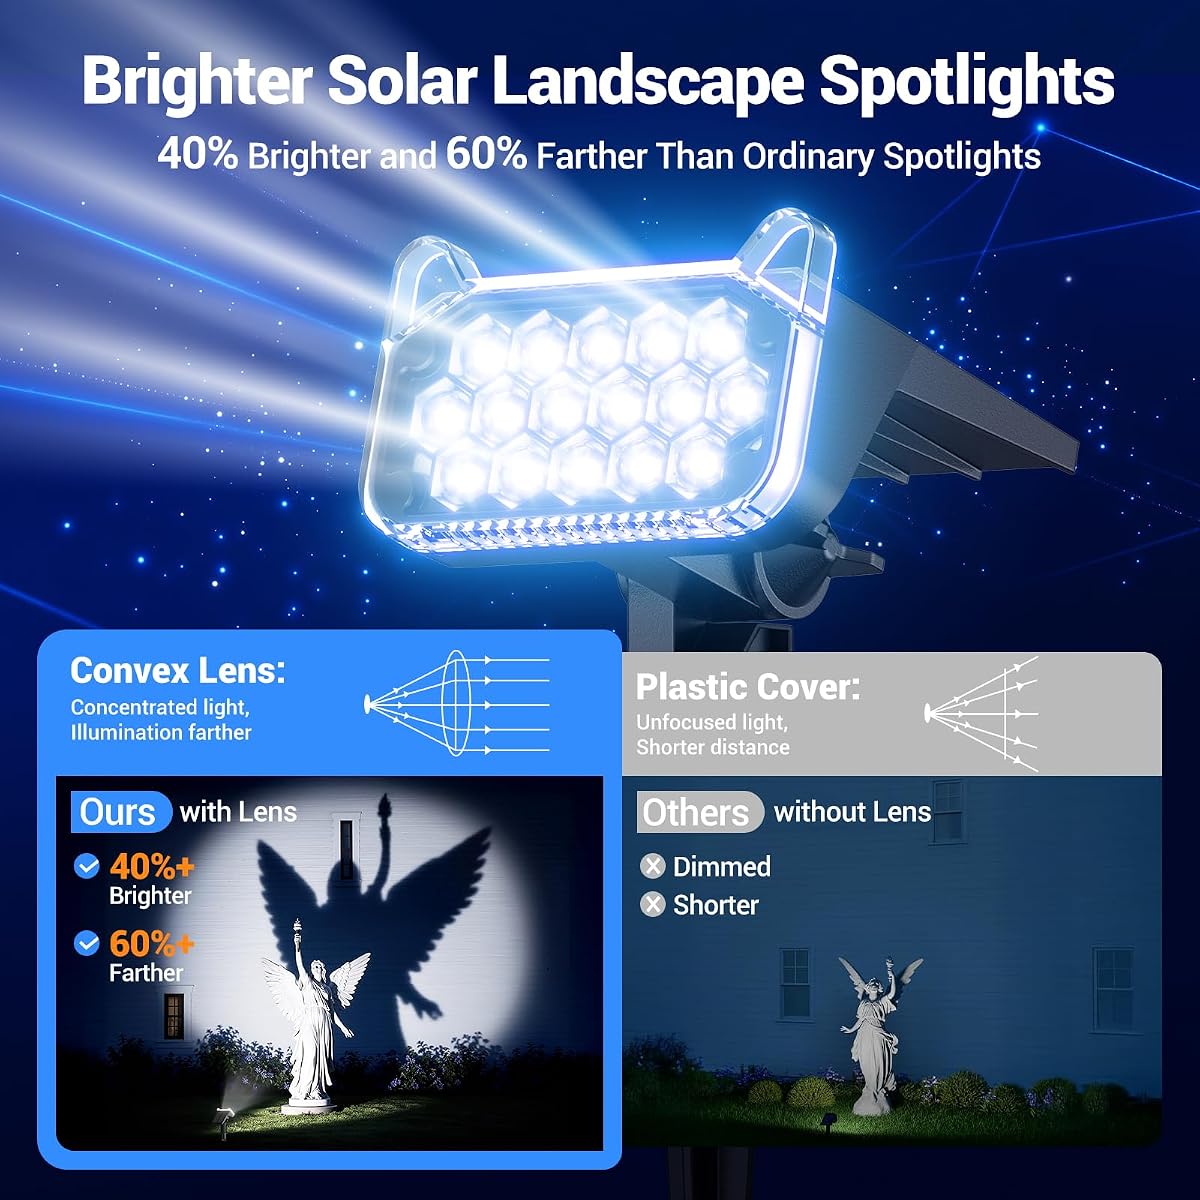 Brighter Solar Landscape Spotlights
40% Brighter and 60% Farther Than Ordinary Spotlights
Convex Lens:
Concentrated light,
Illumination farther
Plastic Cover:
Unfocused light,
Shorter distance
Ours with Lens
40%+
Brighter
60%+
Farther
Others without Lens
Dimmed
Shorter